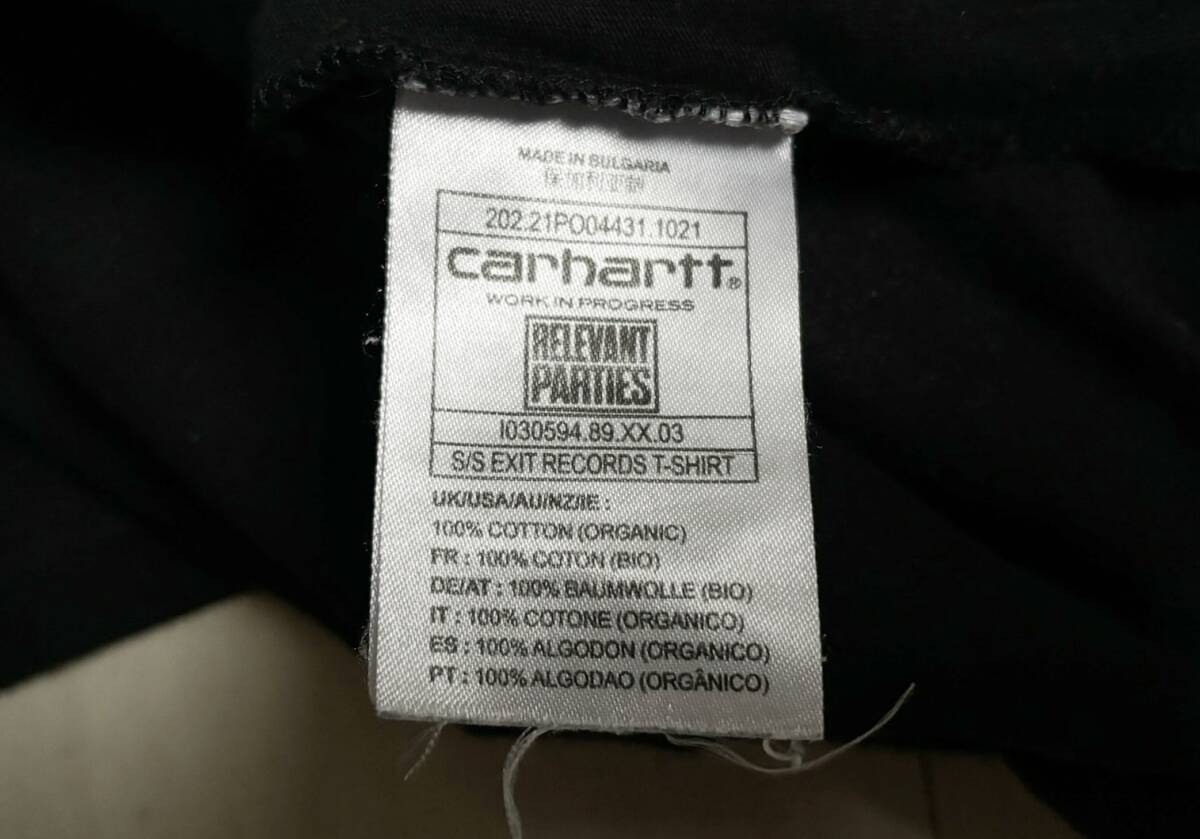 MADE IN BULGARIA
保加利亚制
202.21PO04431.1021
carhartt®
WORK IN PROGRESS
RELEVANT
PARTIES
I030594.89.XX.03
S/S EXIT RECORDS T-SHIRT
UK/USA/AU/NZ/IE :
100% COTTON (ORGANIC)
FR : 100% COTON (BIO)
DE/AT : 100% BAUMWOLLE (BIO)
IT : 100% COTONE (ORGANICO)
ES : 100% ALGODON (ORGANICO)
PT : 100% ALGODAO (ORGÂNICO)